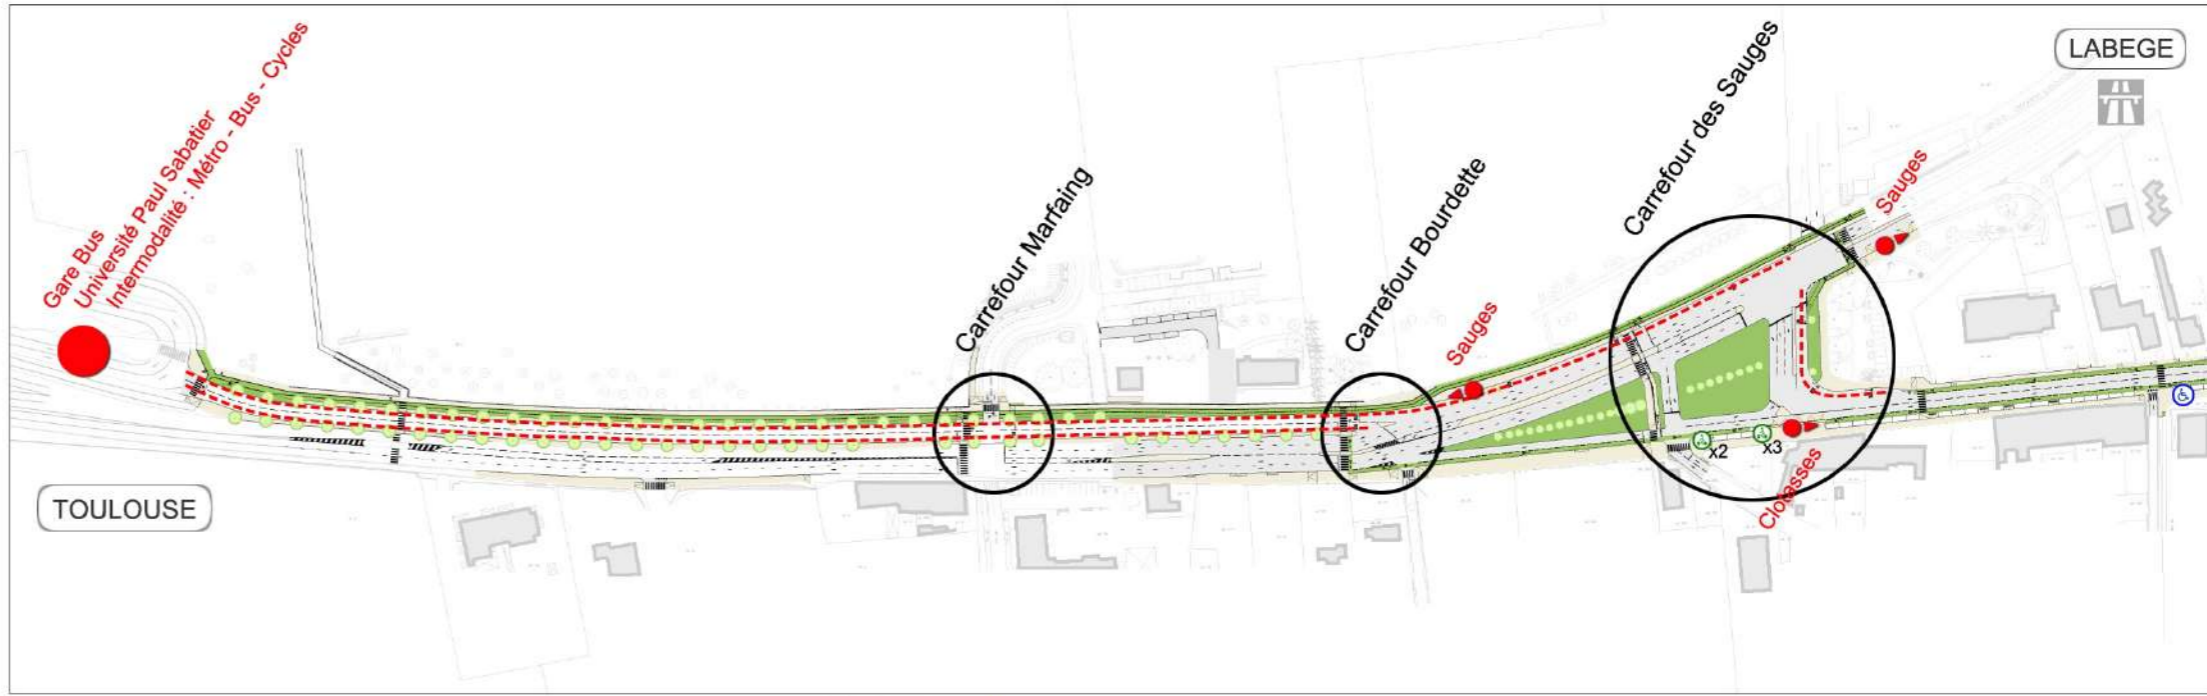 Gare Bus
Université Paul Sabatier
Intermodalité : Métro - Bus - Cycles
TOULOUSE
Carrefour Marfaing
Carrefour Bourdette
Sauges
Carrefour des Sauges
Sauges
LABEGE
x2
x3
Clotasses